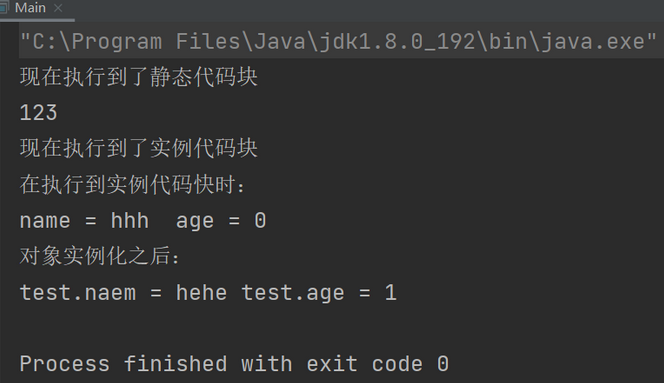 Main
"C:\Program Files\Java\jdk1.8.0_192\bin\java.exe"
现在执行到了静态代码块
123
现在执行到了实例代码块
在执行到实例代码快时:
name = hhh  age = 0
对象实例化之后:
test.naem = hehe test.age = 1
Process finished with exit code 0